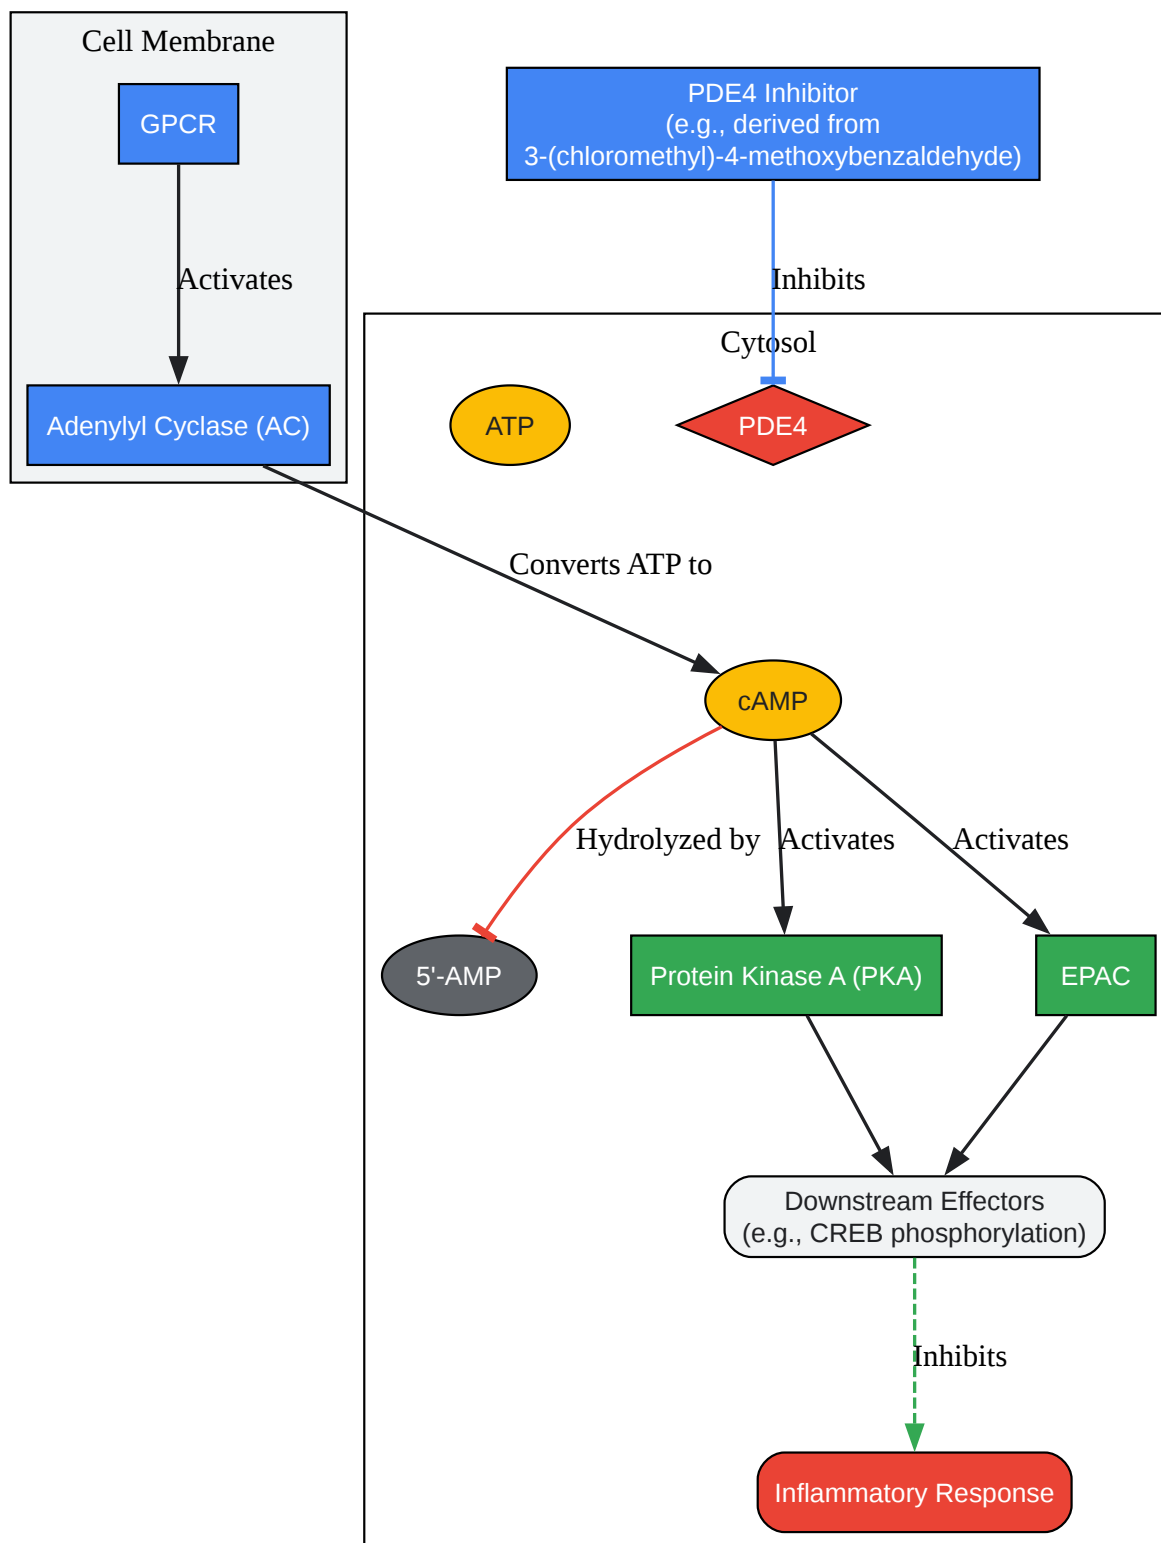 Cell Membrane
GPCR
PDE4 Inhibitor
(e.g., derived from
3-(chloromethyl)-4-methoxybenzaldehyde)
Activates
Inhibits
Cytosol
Adenylyl Cyclase (AC)
ATP
PDE4
Converts ATP to
cAMP
Hydrolyzed by
Activates
Activates
5'-AMP
Protein Kinase A (PKA)
EPAC
Downstream Effectors
(e.g., CREB phosphorylation)
Inhibits
Inflammatory Response